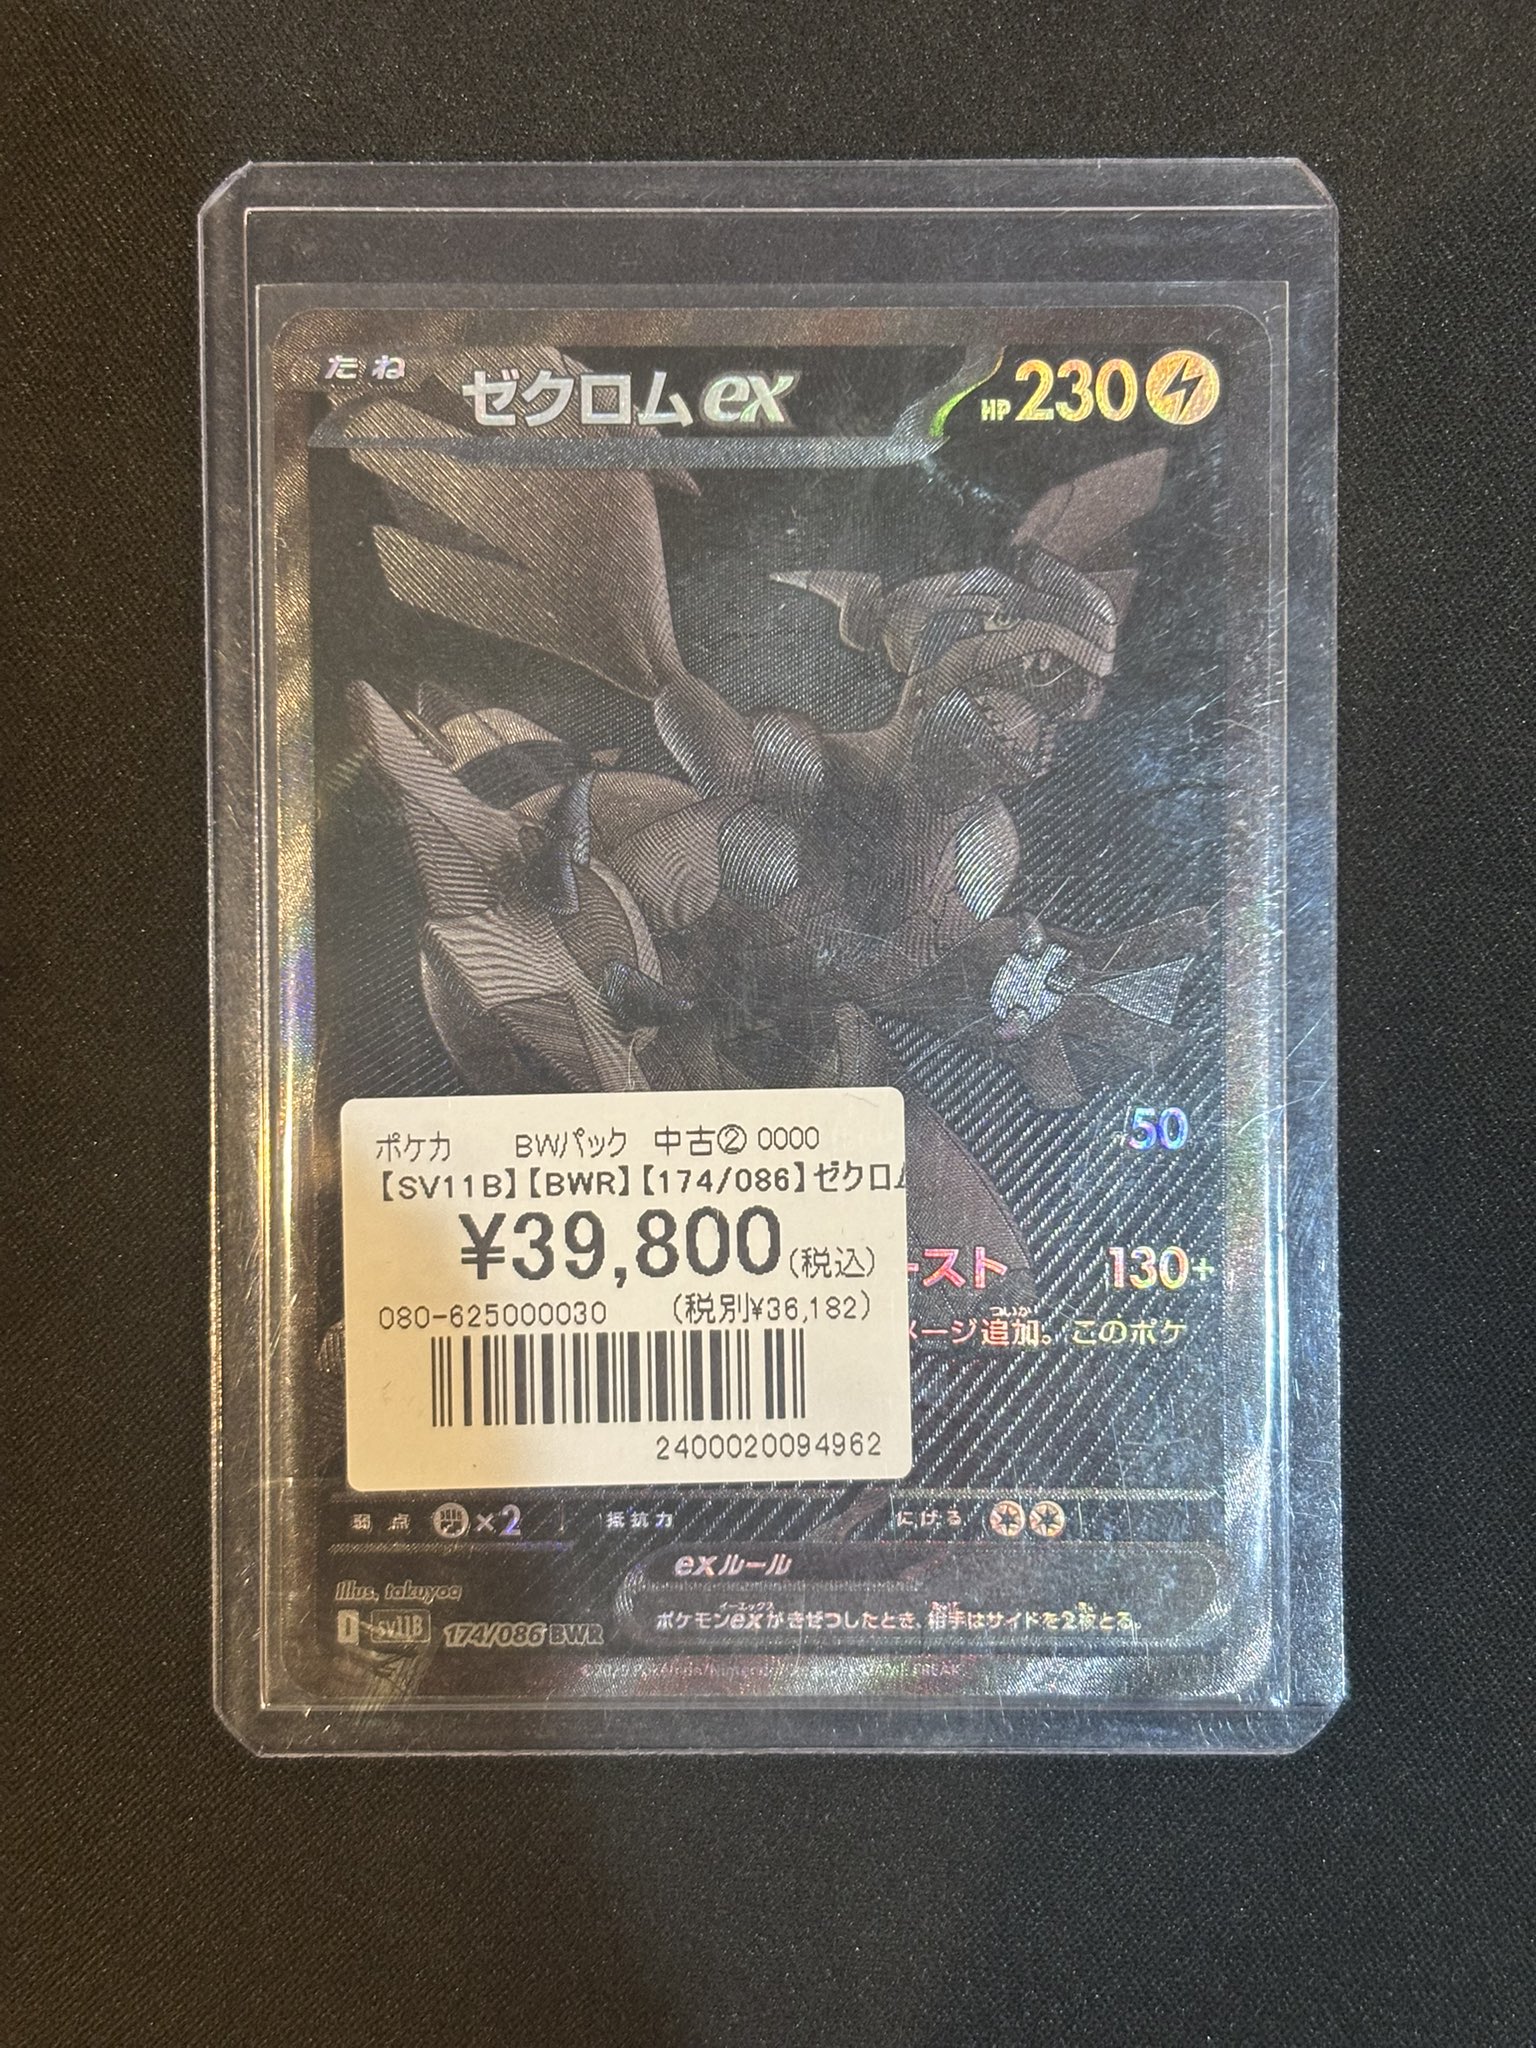 たね ゼクロムex HP230
50
ポケカ BWパック 中古② 0000
【SV11B】【BWR】【174/086】ゼクロム
¥39,800(税込)
080-625000030 (税別¥36,182)
2400020094962
ースト 130+
メージ追加。このポケ
弱点 ×2 抵抗力 にげる
exルール
ポケモンexがきぜつしたとき、相手はサイドを2枚とる。
Illus. takuyoa
I sv11B 174/086 BWR